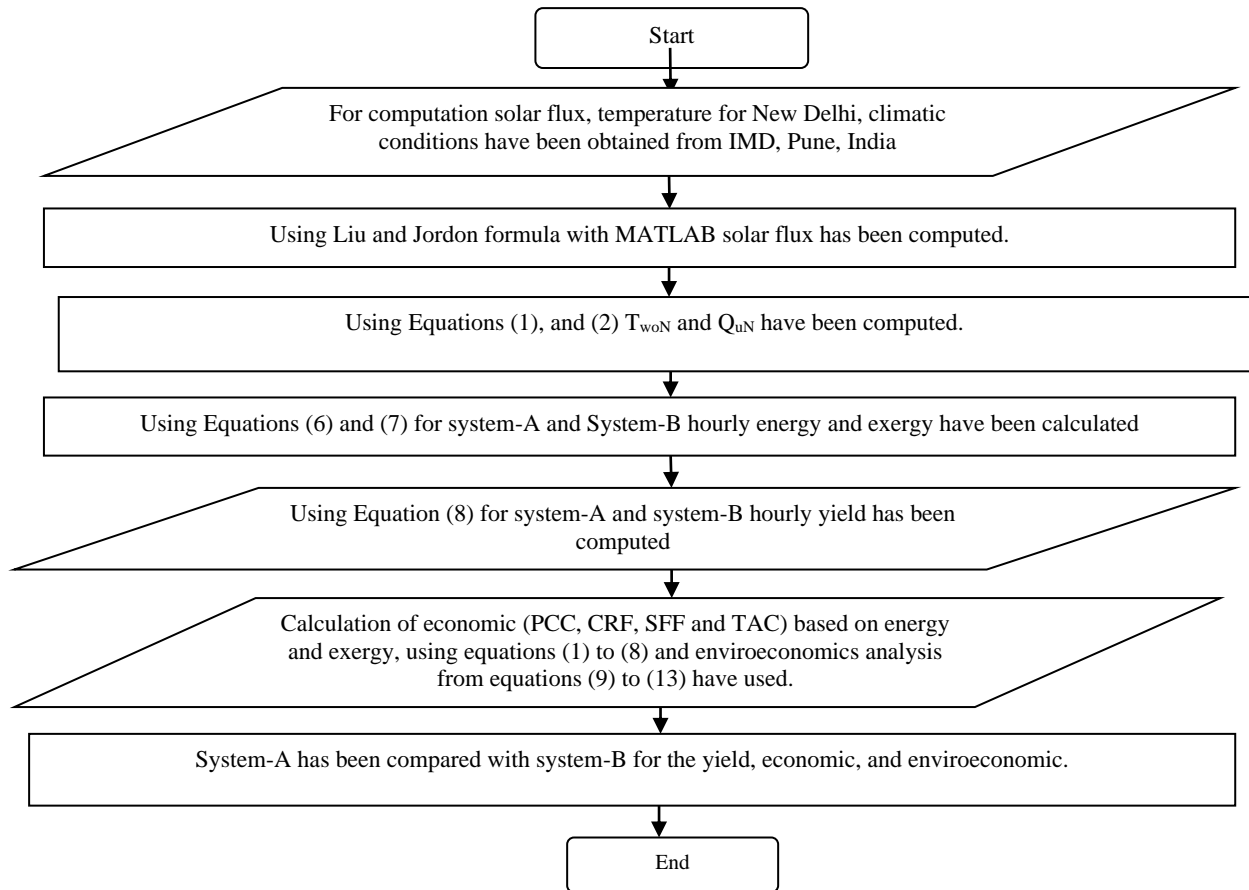 Start
For computation solar flux, temperature for New Delhi, climatic
conditions have been obtained from IMD, Pune, India
Using Liu and Jordon formula with MATLAB solar flux has been computed.
Using Equations (1), and (2) TwoN and QuN have been computed.
Using Equations (6) and (7) for system-A and System-B hourly energy and exergy have been calculated
Using Equation (8) for system-A and system-B hourly yield has been
computed
Calculation of economic (PCC, CRF, SFF and TAC) based on energy
and exergy, using equations (1) to (8) and enviroeconomics analysis
from equations (9) to (13) have used.
System-A has been compared with system-B for the yield, economic, and enviroeconomic.
End